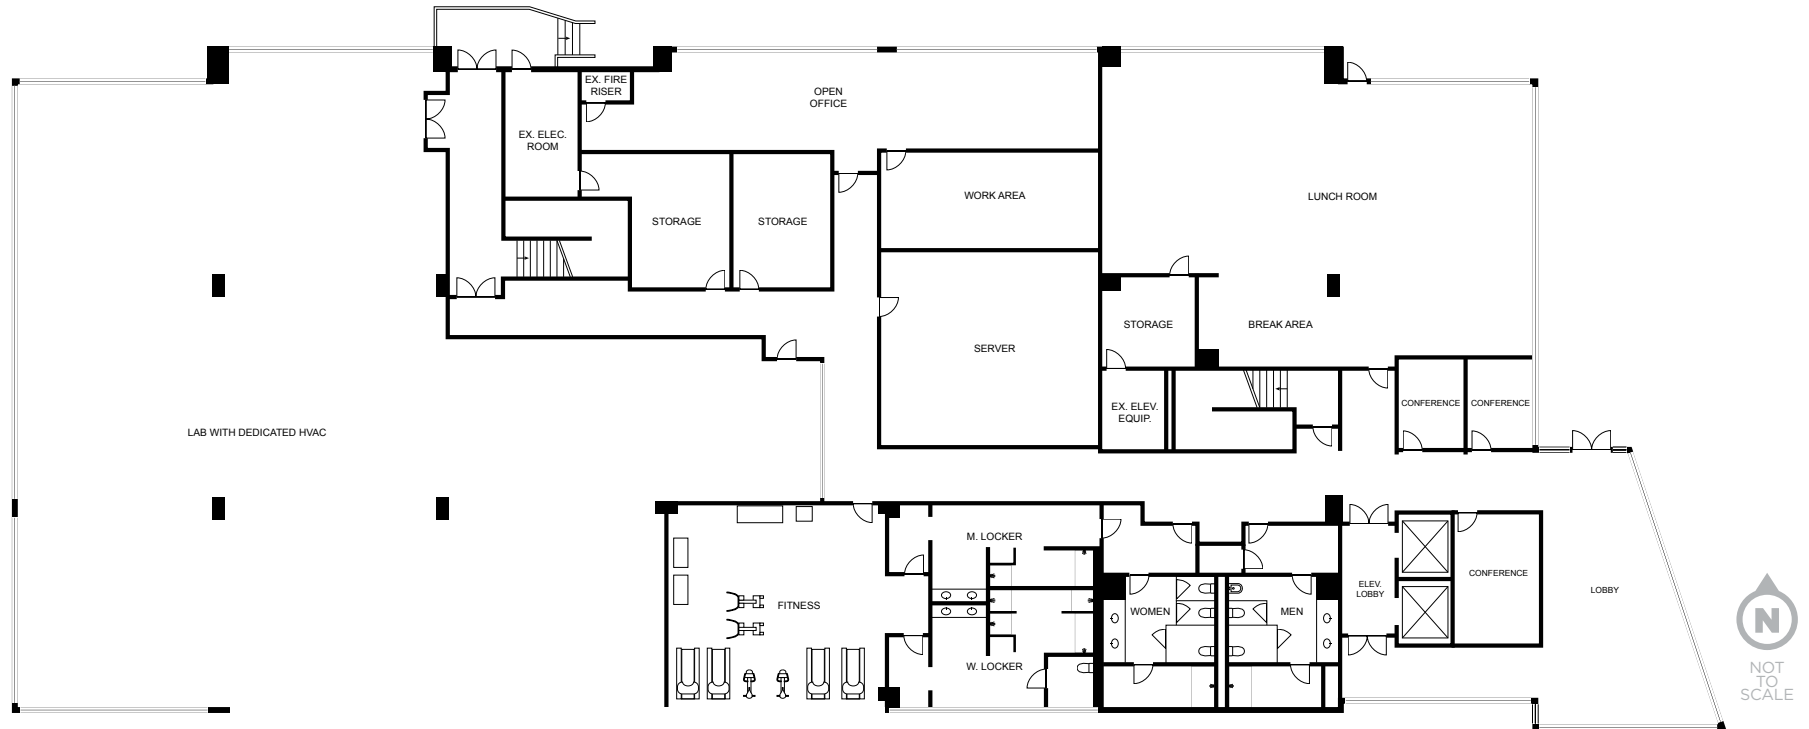 EX. FIRE
RISER
OPEN
OFFICE
EX. ELEC.
ROOM
WORK AREA
LUNCH ROOM
STORAGE
STORAGE
STORAGE
BREAK AREA
SERVER
EX. ELEV.
EQUIP.
CONFERENCE
CONFERENCE
LAB WITH DEDICATED HVAC
M. LOCKER
CONFERENCE
ELEV.
LOBBY
LOBBY
FITNESS
WOMEN
MEN
W. LOCKER
N
NOT
TO
SCALE